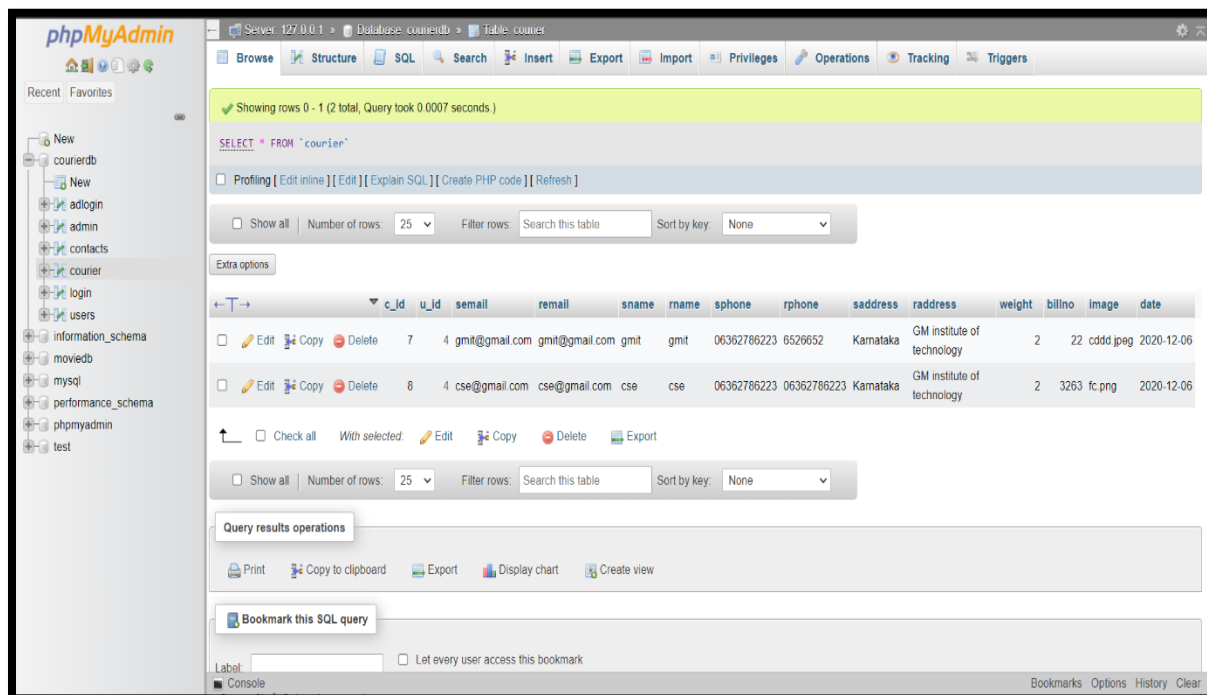 phpMyAdmin
Recent Favorites
New
courierdb
New
adlogin
admin
contacts
courier
login
users
information_schema
moviedb
mysql
performance_schema
phpmyadmin
test
Server: 127.0.0.1 » Database: courierdb » Table: courier
Browse Structure SQL Search Insert Export Import Privileges Operations Tracking Triggers
Showing rows 0 - 1 (2 total, Query took 0.0007 seconds.)
SELECT * FROM `courier`
Profiling [ Edit inline ] [ Edit ] [ Explain SQL ] [ Create PHP code ] [ Refresh ]
Show all | Number of rows: 25 Filter rows: Search this table Sort by key: None
Extra options
←T→ c_id u_id semail remail sname rname sphone rphone saddress raddress weight billno image date
Edit Copy Delete 7 4 gmit@gmail.com gmit@gmail.com gmit gmit 06362786223 6526652 Karnataka GM institute of technology 2 22 cddd.jpeg 2020-12-06
Edit Copy Delete 8 4 cse@gmail.com cse@gmail.com cse cse 06362786223 06362786223 Karnataka GM institute of technology 2 3263 fc.png 2020-12-06
Check all With selected: Edit Copy Delete Export
Show all | Number of rows: 25 Filter rows: Search this table Sort by key: None
Query results operations
Print Copy to clipboard Export Display chart Create view
Bookmark this SQL query
Label: Let every user access this bookmark
Console Bookmarks Options History Clear